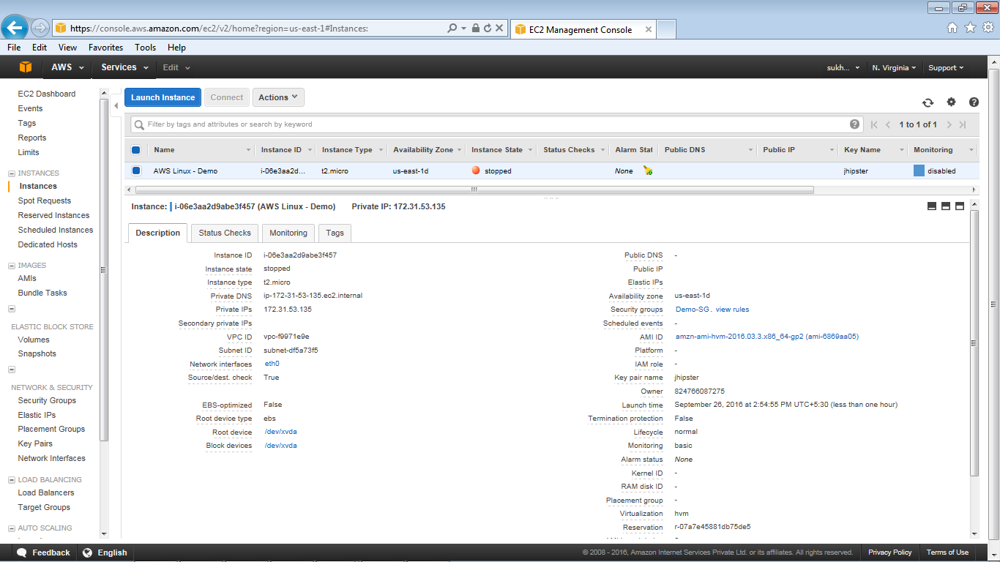 https://console.aws.amazon.com/ec2/v2/home?region=us-east-1#Instances:
EC2 Management Console
File Edit View Favorites Tools Help
AWS Services Edit sukh... N. Virginia Support
EC2 Dashboard
Events
Tags
Reports
Limits
INSTANCES
Instances
Spot Requests
Reserved Instances
Scheduled Instances
Dedicated Hosts
IMAGES
AMIs
Bundle Tasks
ELASTIC BLOCK STORE
Volumes
Snapshots
NETWORK & SECURITY
Security Groups
Elastic IPs
Placement Groups
Key Pairs
Network Interfaces
LOAD BALANCING
Load Balancers
Target Groups
AUTO SCALING
Launch Instance Connect Actions
Filter by tags and attributes or search by keyword
1 to 1 of 1
Name Instance ID Instance Type Availability Zone Instance State Status Checks Alarm Stat Public DNS Public IP Key Name Monitoring
AWS Linux - Demo i-06e3aa2d... t2.micro us-east-1d stopped None jhipster disabled
Instance: i-06e3aa2d9abe3f457 (AWS Linux - Demo) Private IP: 172.31.53.135
Description Status Checks Monitoring Tags
Instance ID i-06e3aa2d9abe3f457
Instance state stopped
Instance type t2.micro
Private DNS ip-172-31-53-135.ec2.internal
Private IPs 172.31.53.135
Secondary private IPs
VPC ID vpc-f9971e9e
Subnet ID subnet-df5a73f5
Network interfaces eth0
Source/dest. check True
EBS-optimized False
Root device type ebs
Root device /dev/xvda
Block devices /dev/xvda
Public DNS -
Public IP
Elastic IPs
Availability zone us-east-1d
Security groups Demo-SG . view rules
Scheduled events -
AMI ID amzn-ami-hvm-2016.03.3.x86_64-gp2 (ami-6869aa05)
Platform -
IAM role -
Key pair name jhipster
Owner 824766087275
Launch time September 26, 2016 at 2:54:55 PM UTC+5:30 (less than one hour)
Termination protection False
Lifecycle normal
Monitoring basic
Alarm status None
Kernel ID -
RAM disk ID -
Placement group -
Virtualization hvm
Reservation r-07a7e45881db75de5
Feedback English
© 2008 - 2016, Amazon Internet Services Private Ltd. or its affiliates. All rights reserved. Privacy Policy Terms of Use